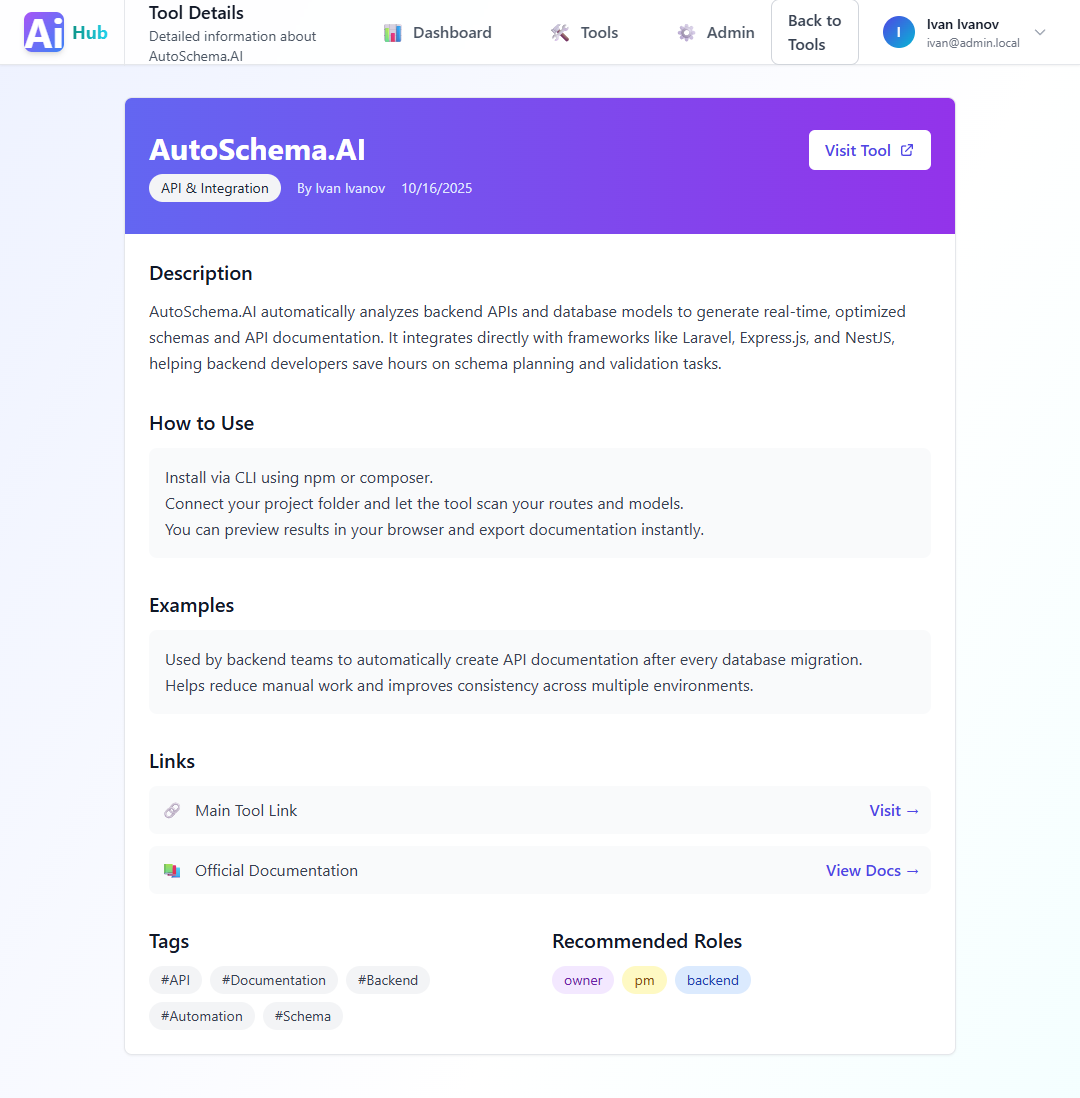 Ai Hub
Tool Details
Detailed information about
AutoSchema.AI
Dashboard
Tools
Admin
Back to
Tools
I
Ivan Ivanov
ivan@admin.local
AutoSchema.AI
Visit Tool
API & Integration
By Ivan Ivanov
10/16/2025
Description
AutoSchema.AI automatically analyzes backend APIs and database models to generate real-time, optimized
schemas and API documentation. It integrates directly with frameworks like Laravel, Express.js, and NestJS,
helping backend developers save hours on schema planning and validation tasks.
How to Use
Install via CLI using npm or composer.
Connect your project folder and let the tool scan your routes and models.
You can preview results in your browser and export documentation instantly.
Examples
Used by backend teams to automatically create API documentation after every database migration.
Helps reduce manual work and improves consistency across multiple environments.
Links
Main Tool Link
Visit →
Official Documentation
View Docs →
Tags
#API #Documentation #Backend
#Automation #Schema
Recommended Roles
owner pm backend